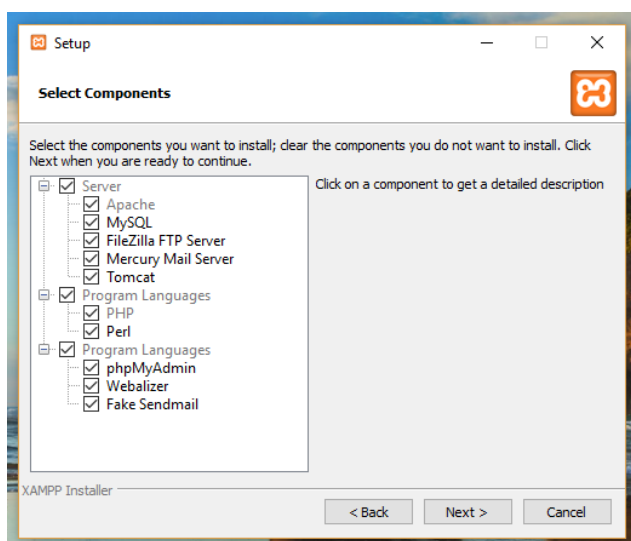 Setup
Select Components
Select the components you want to install; clear the components you do not want to install. Click
Next when you are ready to continue.
Server
Apache
MySQL
FileZilla FTP Server
Mercury Mail Server
Tomcat
Program Languages
PHP
Perl
Program Languages
phpMyAdmin
Webalizer
Fake Sendmail
Click on a component to get a detailed description
XAMPP Installer
< Back
Next >
Cancel